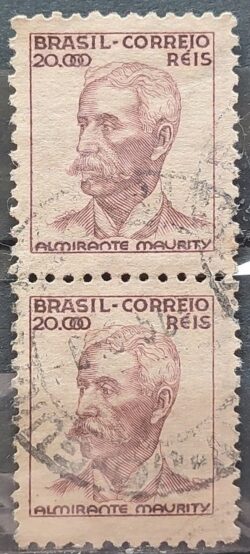 BRASIL-CORREIO
20.000 RÉIS
ALMIRANTE MAURITY
BRASIL-CORREIO
20.000 RÉIS
ALMIRANTE MAURITY